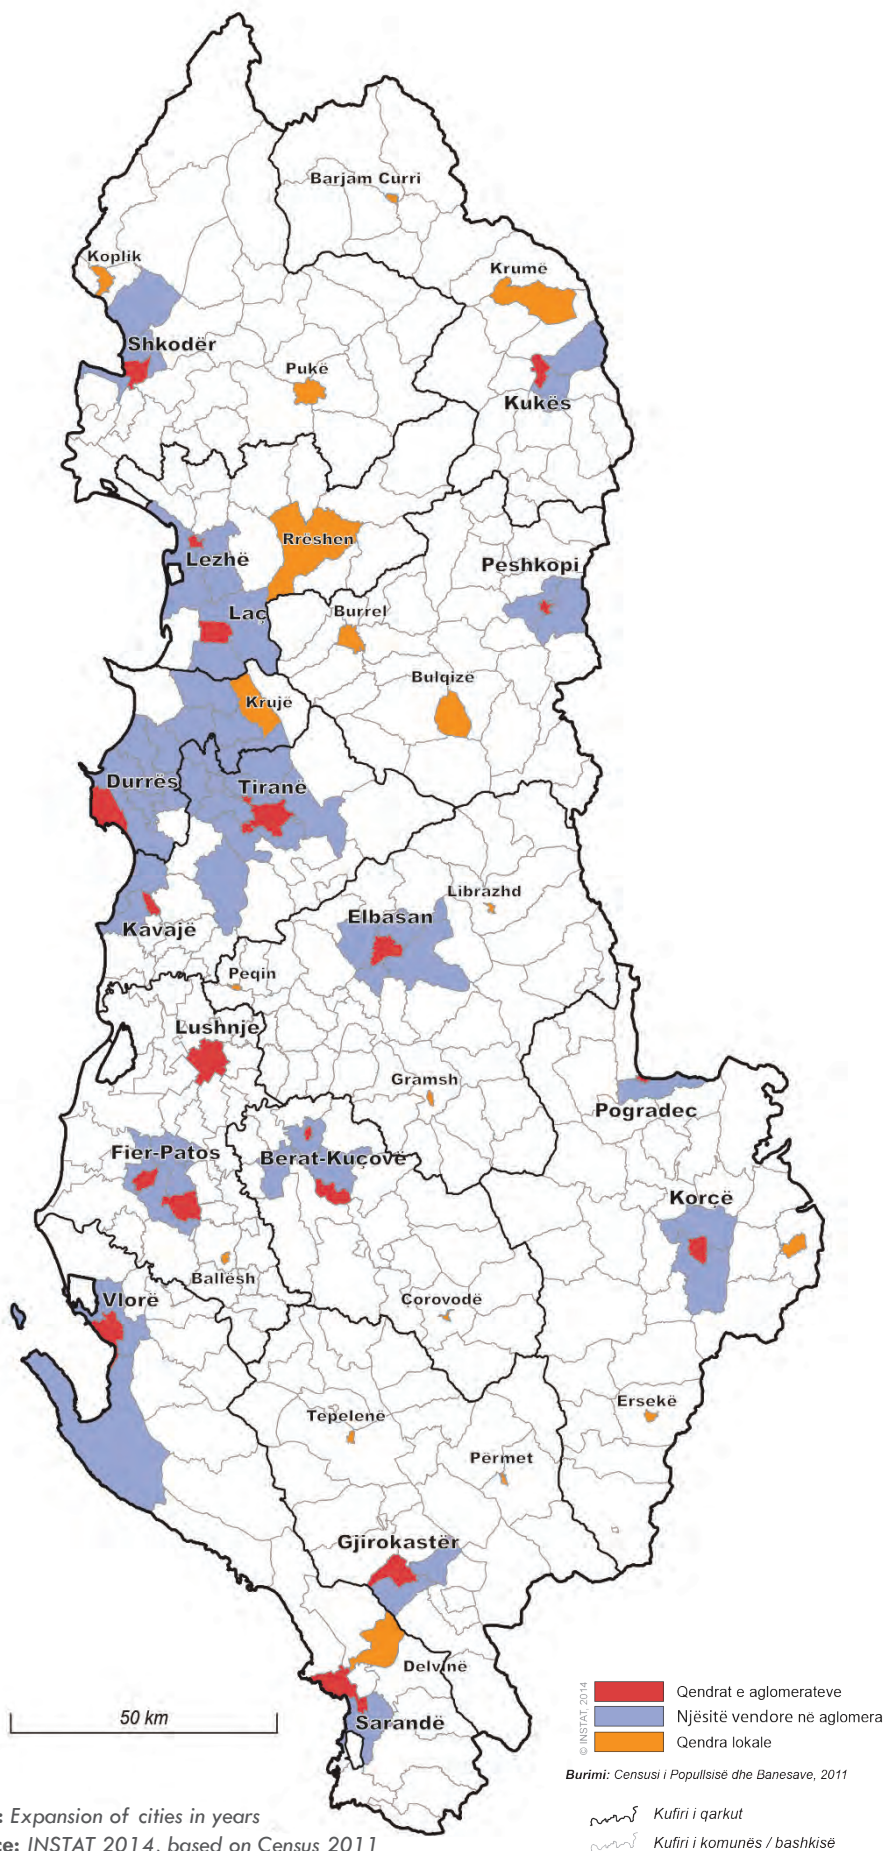 Barjam Curri
Koplik
Krumë
Shkodër
Pukë
Kukës
Rrëshen
Lezhë
Peshkopi
Laç
Burrel
Bulqizë
Krujë
Durrës
Tiranë
Librazhd
Elbasan
Kavajë
Peqin
Lushnje
Gramsh
Pogradec
Fier-Patos
Berat-Kuçovë
Korçë
Ballësh
Vlorë
Corovodë
Ersekë
Tepelenë
Përmet
Gjirokastër
Delvinë
Sarandë
50 km
© INSTAT, 2014
Qendrat e aglomerateve
Njësitë vendore në aglomera
Qendra lokale
Burimi: Censusi i Popullsisë dhe Banesave, 2011
Kufiri i qarkut
Kufiri i komunës / bashkisë
: Expansion of cities in years
ce: INSTAT 2014, based on Census 2011